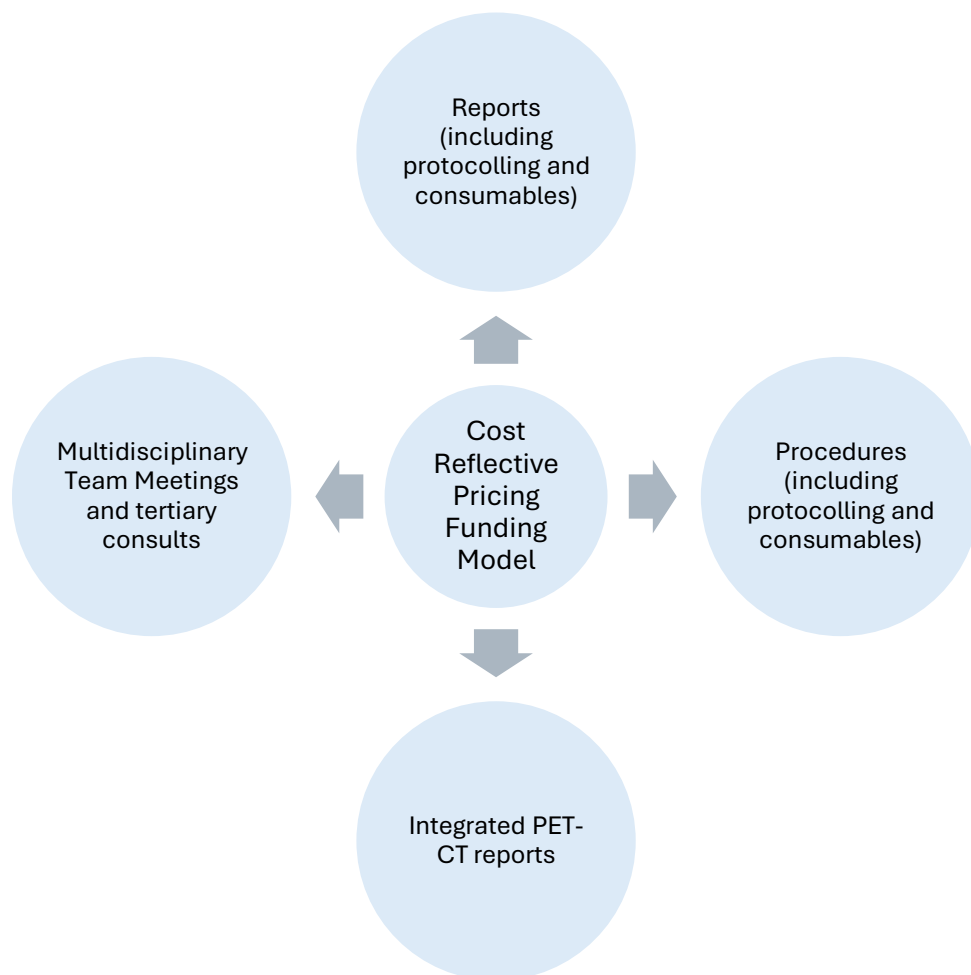 Reports
(including
protocolling and
consumables)
Multidisciplinary
Team Meetings
and tertiary
consults
Cost
Reflective
Pricing
Funding
Model
Procedures
(including
protocolling and
consumables)
Integrated PET-
CT reports